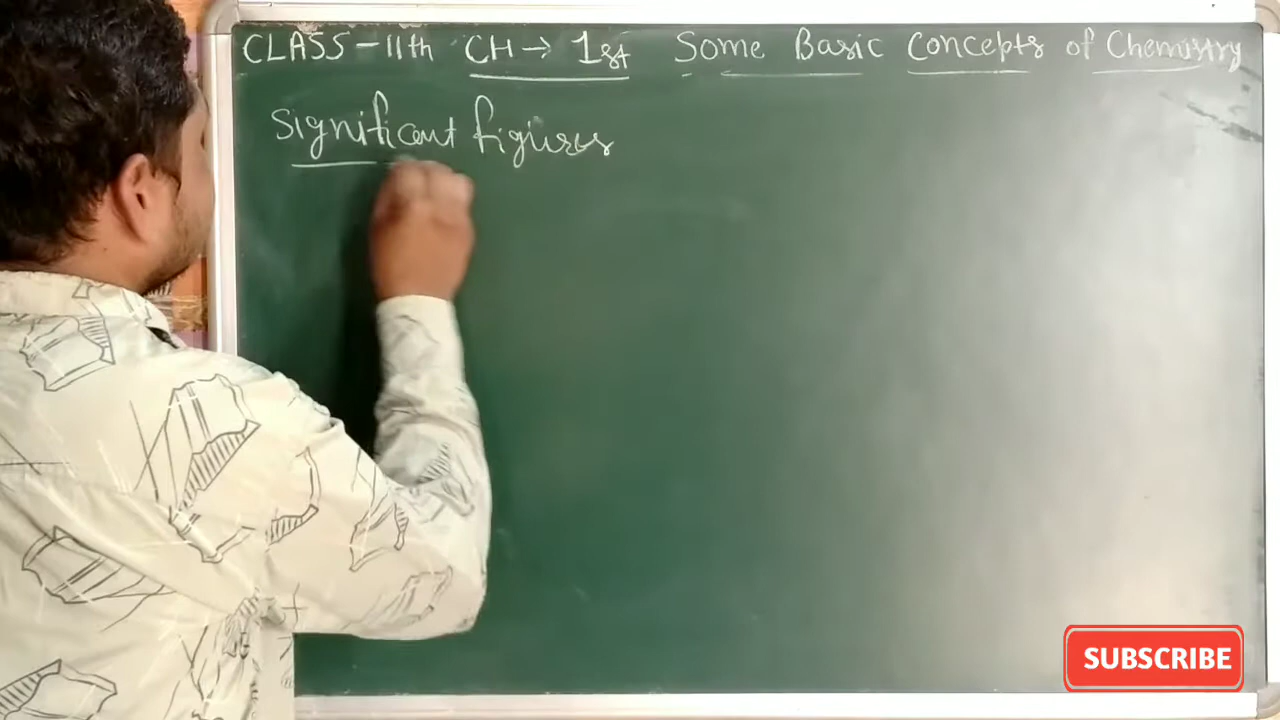 CLASS - 11th CH → 1st Some Basic Concepts of Chemistry
Significant figures
SUBSCRIBE